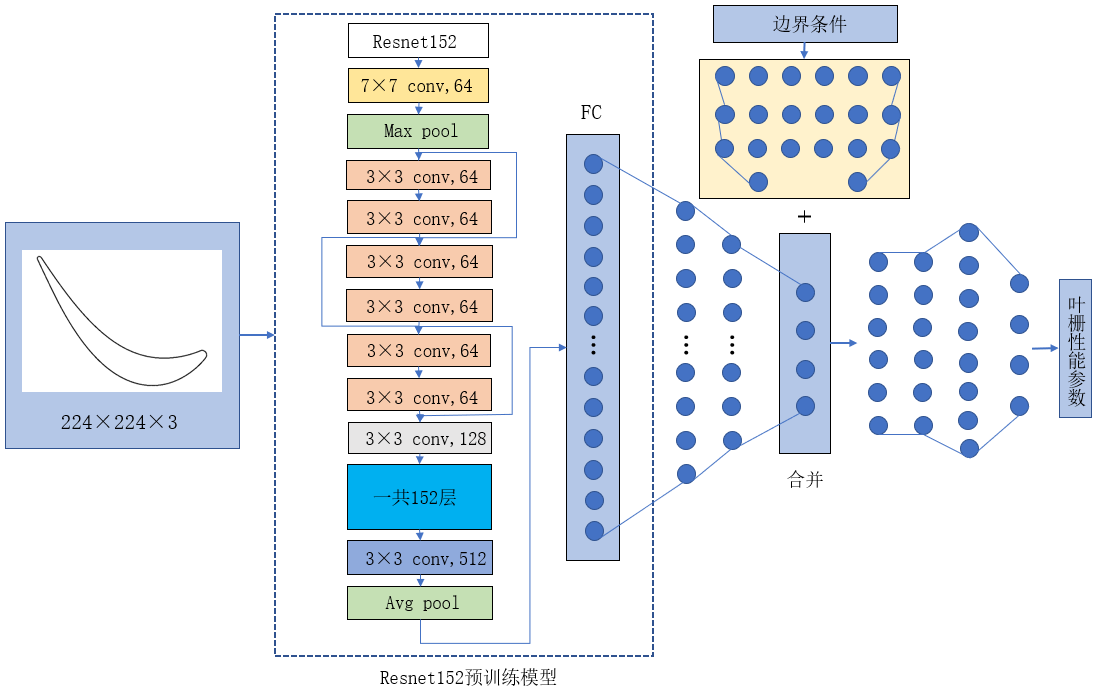 224×224×3
Resnet152
7×7 conv,64
Max pool
3×3 conv,64
3×3 conv,64
3×3 conv,64
3×3 conv,64
3×3 conv,64
3×3 conv,64
3×3 conv,128
一共152层
3×3 conv,512
Avg pool
Resnet152预训练模型
FC
边界条件
+
合并
叶栅性能参数